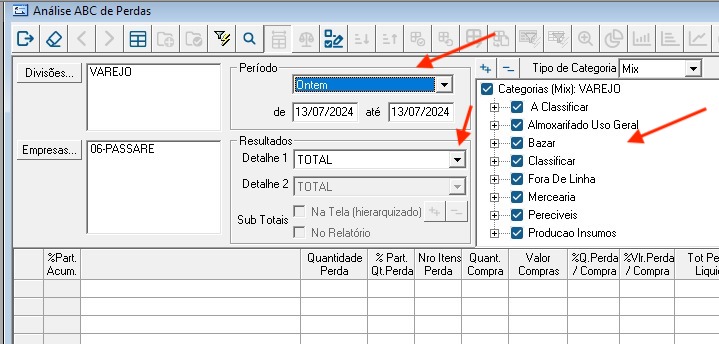 Análise ABC de Perdas
Divisões...
VAREJO
Empresas...
06-PASSARE
Período
Ontem
de 13/07/2024 até 13/07/2024
Resultados
Detalhe 1 TOTAL
Detalhe 2 TOTAL
Sub Totais
Na Tela (hierarquizado)
No Relatório
Tipo de Categoria Mix
Categorias (Mix): VAREJO
A Classificar
Almoxarifado Uso Geral
Bazar
Classificar
Fora De Linha
Mercearia
Pereciveis
Producao Insumos
%Part. Acum.
Quantidade Perda
% Part. Qt.Perda
Nro Itens Perda
Quant. Compra
Valor Compras
%Q.Perda / Compra
%Vlr.Perda / Compra
Tot Pe
Liquid